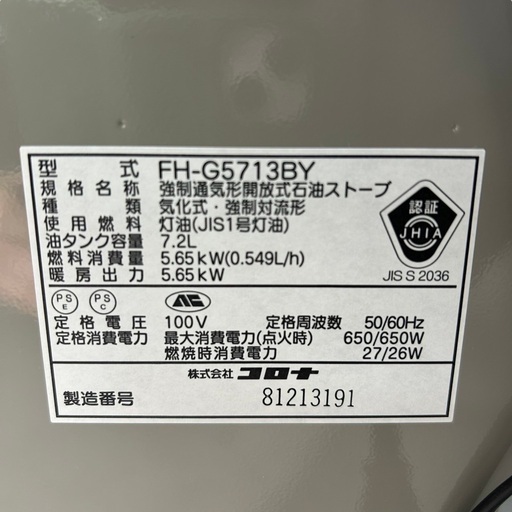 型式 FH-G5713BY
規格名称 強制通気形開放式石油ストーブ
種類 気化式・強制対流形
使用燃料 灯油(JIS1号灯油)
油タンク容量 7.2L
燃料消費量 5.65kW(0.549L/h)
暖房出力 5.65kW
認証
JHIA
JIS S 2036
PS E
PS C
定格電圧 100V 定格周波数 50/60Hz
定格消費電力 最大消費電力(点火時) 650/650W
燃焼時消費電力 27/26W
株式会社 コロナ
製造番号 81213191